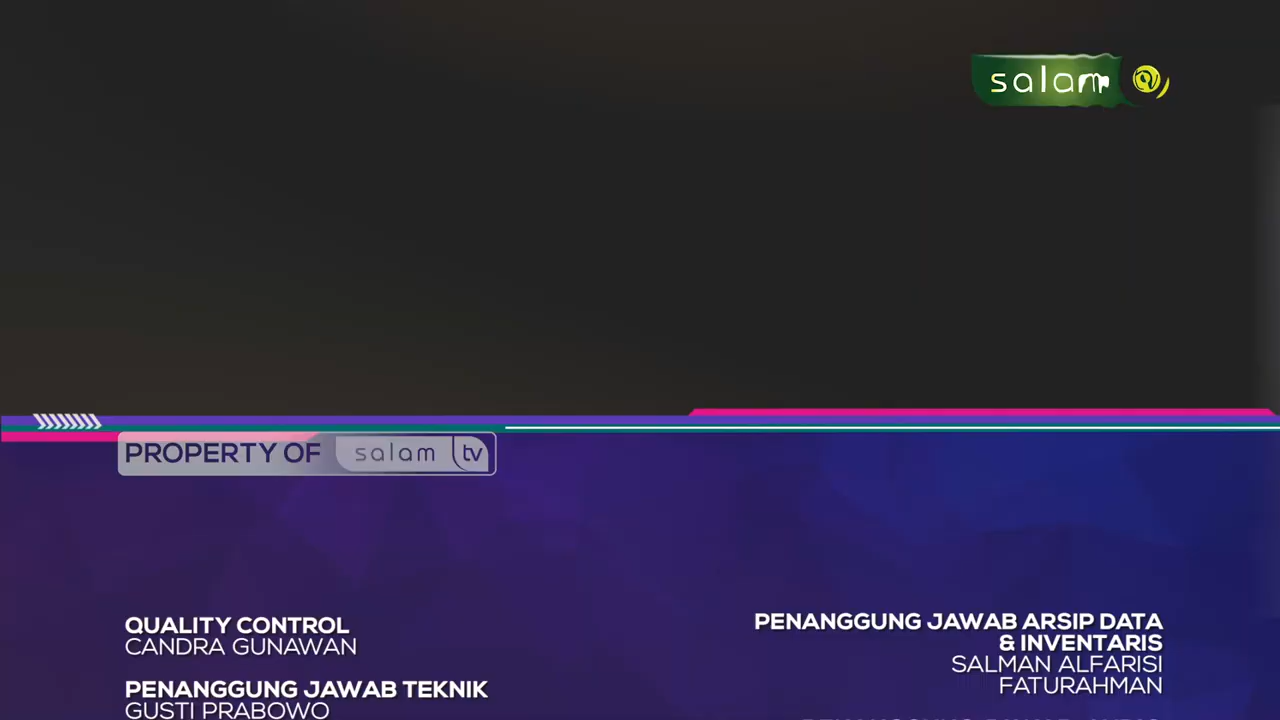 salam
PROPERTY OF salam tv
QUALITY CONTROL
CANDRA GUNAWAN
PENANGGUNG JAWAB TEKNIK
GUSTI PRABOWO
PENANGGUNG JAWAB ARSIP DATA
& INVENTARIS
SALMAN ALFARISI
FATURAHMAN